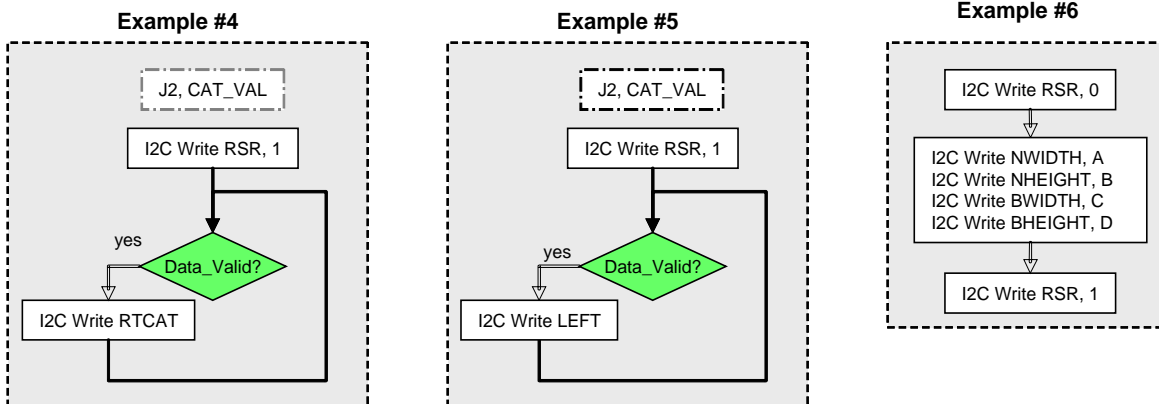 Example #4
J2, CAT_VAL
I2C Write RSR, 1
yes
Data_Valid?
I2C Write RTCAT
Example #5
J2, CAT_VAL
I2C Write RSR, 1
yes
Data_Valid?
I2C Write LEFT
Example #6
I2C Write RSR, 0
I2C Write NWIDTH, A
I2C Write NHEIGHT, B
I2C Write BWIDTH, C
I2C Write BHEIGHT, D
I2C Write RSR, 1